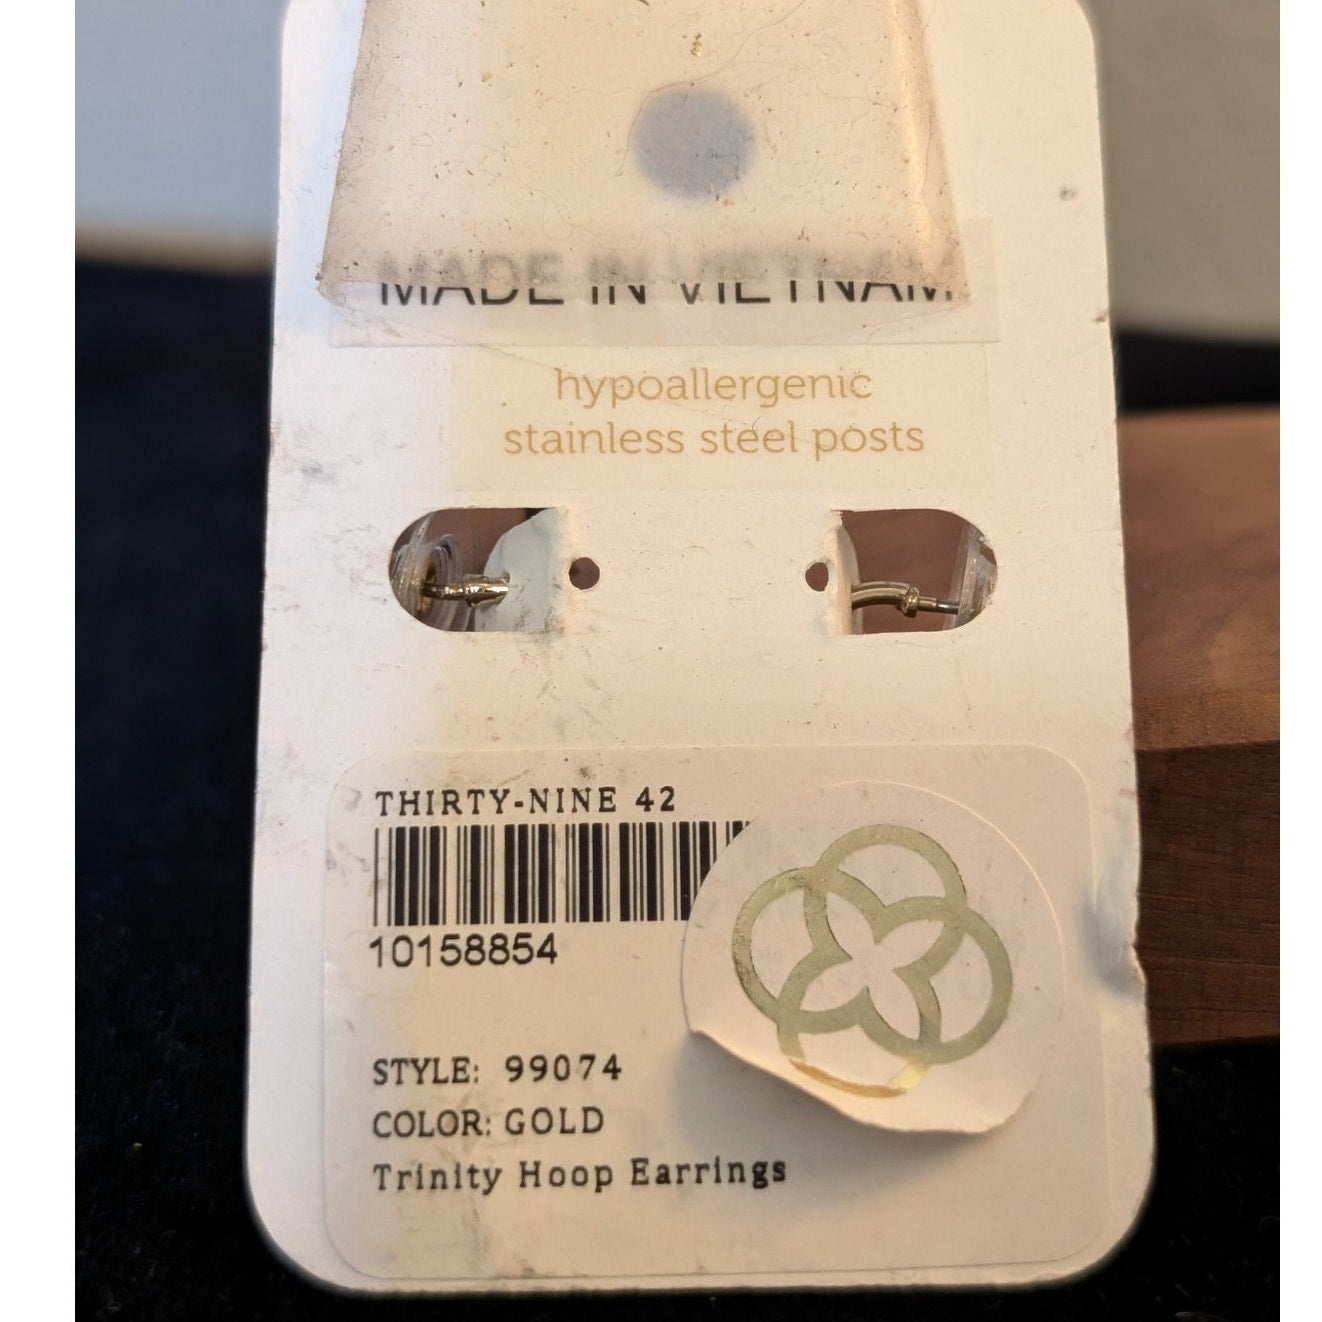 MADE IN VIETNAM
hypoallergenic
stainless steel posts
THIRTY-NINE 42
10158854
STYLE: 99074
COLOR: GOLD
Trinity Hoop Earrings